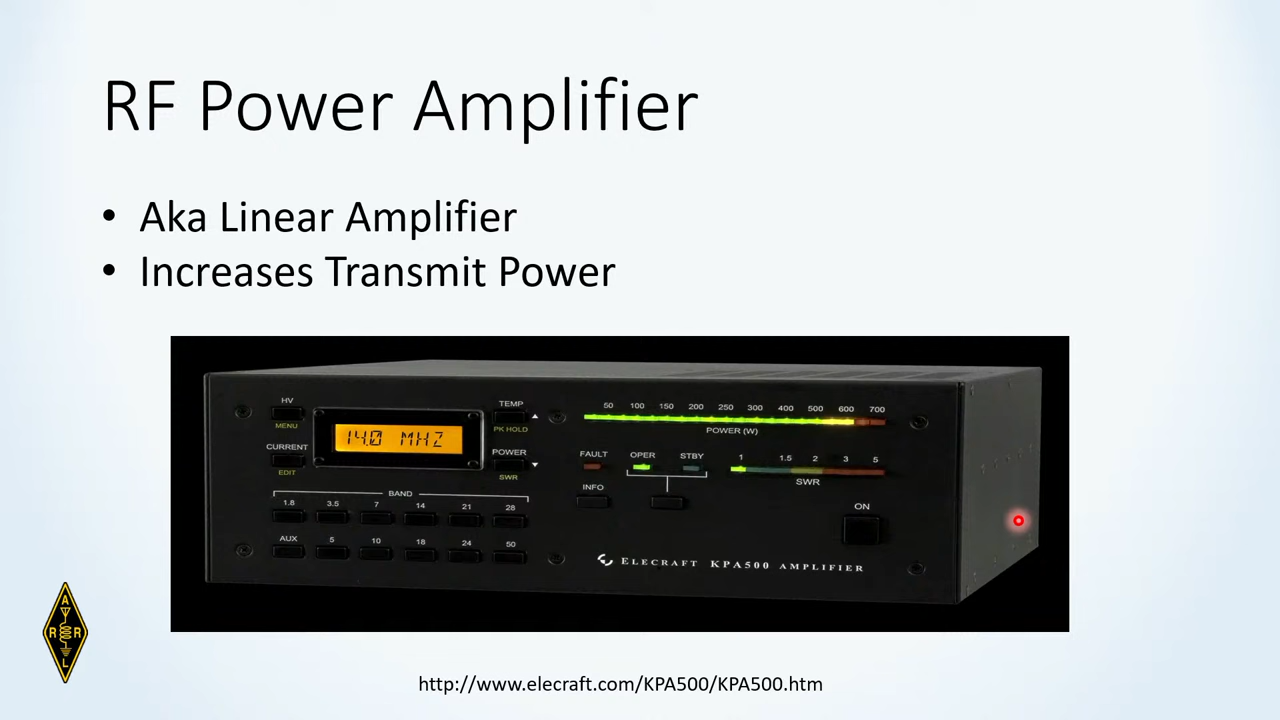 RF Power Amplifier
• Aka Linear Amplifier
• Increases Transmit Power
HV
MENU
CURRENT
EDIT
14.0 MHZ
TEMP
PK HOLD
POWER
SWR
BAND
1.8 3.5 7 14 21 28
AUX 5 10 18 24 50
50 100 150 200 250 300 400 500 600 700
POWER (W)
FAULT OPER STBY
INFO
1 1.5 2 3 5
SWR
ON
ELECRAFT KPA500 AMPLIFIER
A
R R
L
http://www.elecraft.com/KPA500/KPA500.htm